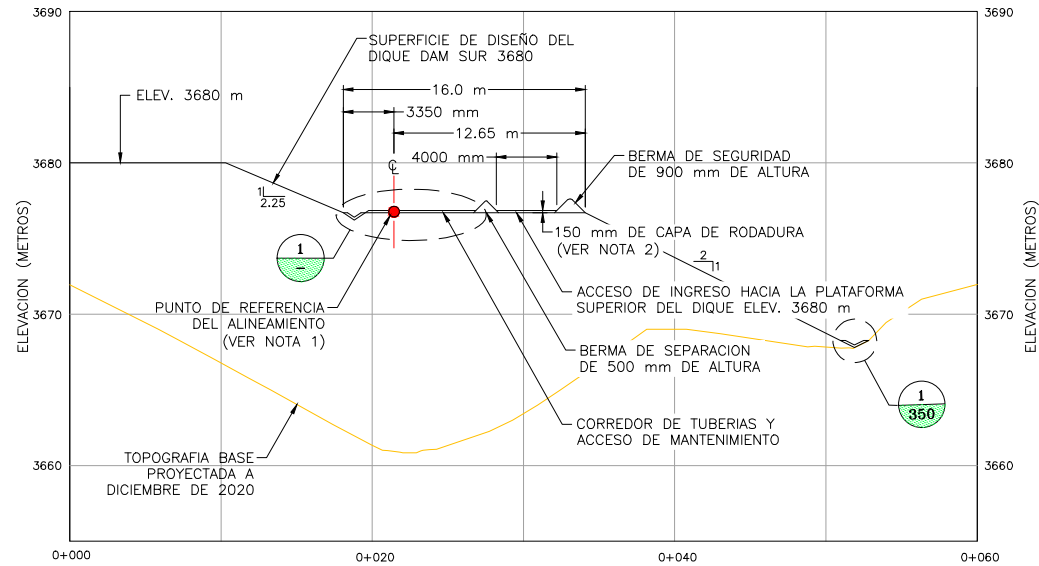 3690
3690
SUPERFICIE DE DISEÑO DEL
DIQUE DAM SUR 3680
16.0 m
ELEV. 3680 m
3350 mm
12.65 m
4000 mm
℄
BERMA DE SEGURIDAD
DE 900 mm DE ALTURA
3680
3680
1
2.25
150 mm DE CAPA DE RODADURA
(VER NOTA 2)
1
–
2
1
ELEVACION (METROS)
ELEVACION (METROS)
ACCESO DE INGRESO HACIA LA PLATAFORMA
SUPERIOR DEL DIQUE ELEV. 3680 m
PUNTO DE REFERENCIA
DEL ALINEAMIENTO
(VER NOTA 1)
3670
3670
BERMA DE SEPARACION
DE 500 mm DE ALTURA
1
350
CORREDOR DE TUBERIAS Y
ACCESO DE MANTENIMIENTO
TOPOGRAFIA BASE
PROYECTADA A
DICIEMBRE DE 2020
3660
3660
0+000
0+020
0+040
0+060